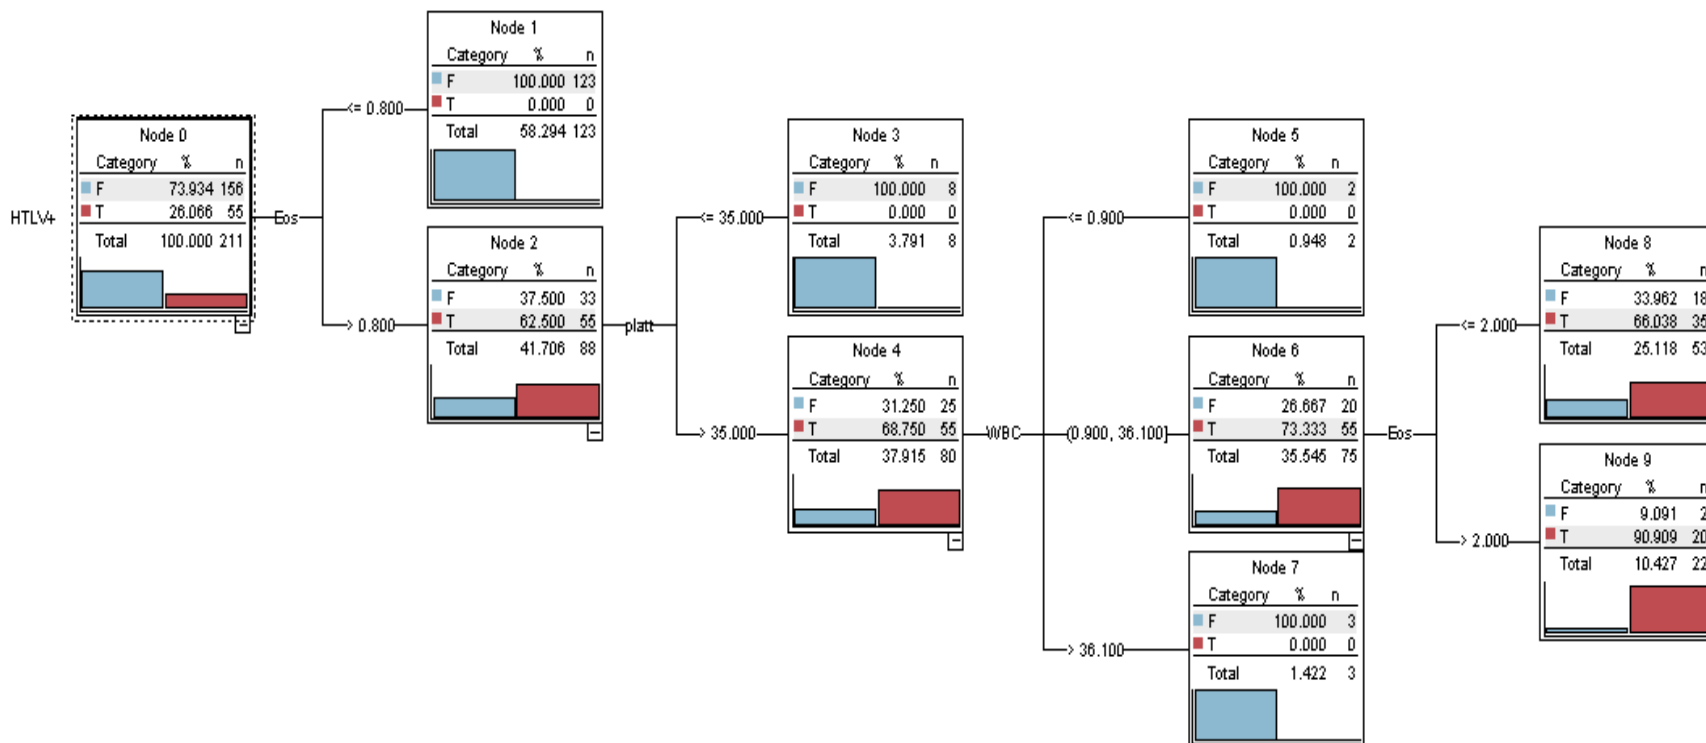 HTLV+
Node 0
Category % n
F 73.934 156
T 26.066 55
Total 100.000 211
Eos
<= 0.800
Node 1
Category % n
F 100.000 123
T 0.000 0
Total 58.294 123
> 0.800
Node 2
Category % n
F 37.500 33
T 62.500 55
Total 41.706 88
platt
<= 35.000
Node 3
Category % n
F 100.000 8
T 0.000 0
Total 3.791 8
> 35.000
Node 4
Category % n
F 31.250 25
T 68.750 55
Total 37.915 80
WBC
<= 0.900
Node 5
Category % n
F 100.000 2
T 0.000 0
Total 0.948 2
(0.900, 36.100]
Node 6
Category % n
F 26.667 20
T 73.333 55
Total 35.545 75
> 36.100
Node 7
Category % n
F 100.000 3
T 0.000 0
Total 1.422 3
Eos
<= 2.000
Node 8
Category % n
F 33.962 18
T 66.038 35
Total 25.118 53
> 2.000
Node 9
Category % n
F 9.091 2
T 90.909 20
Total 10.427 22